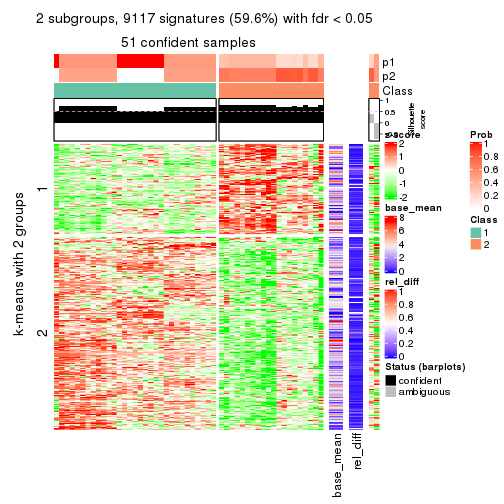 2 subgroups, 9117 signatures (59.6%) with fdr < 0.05
51 confident samples
p1
p2
Class
1
0.5
0
Silhouette
score
z-score
2
1
0
-1
-2
base_mean
8
6
4
2
0
rel_diff
1
0.8
0.6
0.4
0.2
0
Status (barplots)
confident
ambiguous
Prob
1
0.8
0.6
0.4
0.2
0
Class
1
2
k-means with 2 groups
1
2
base_mean
rel_diff